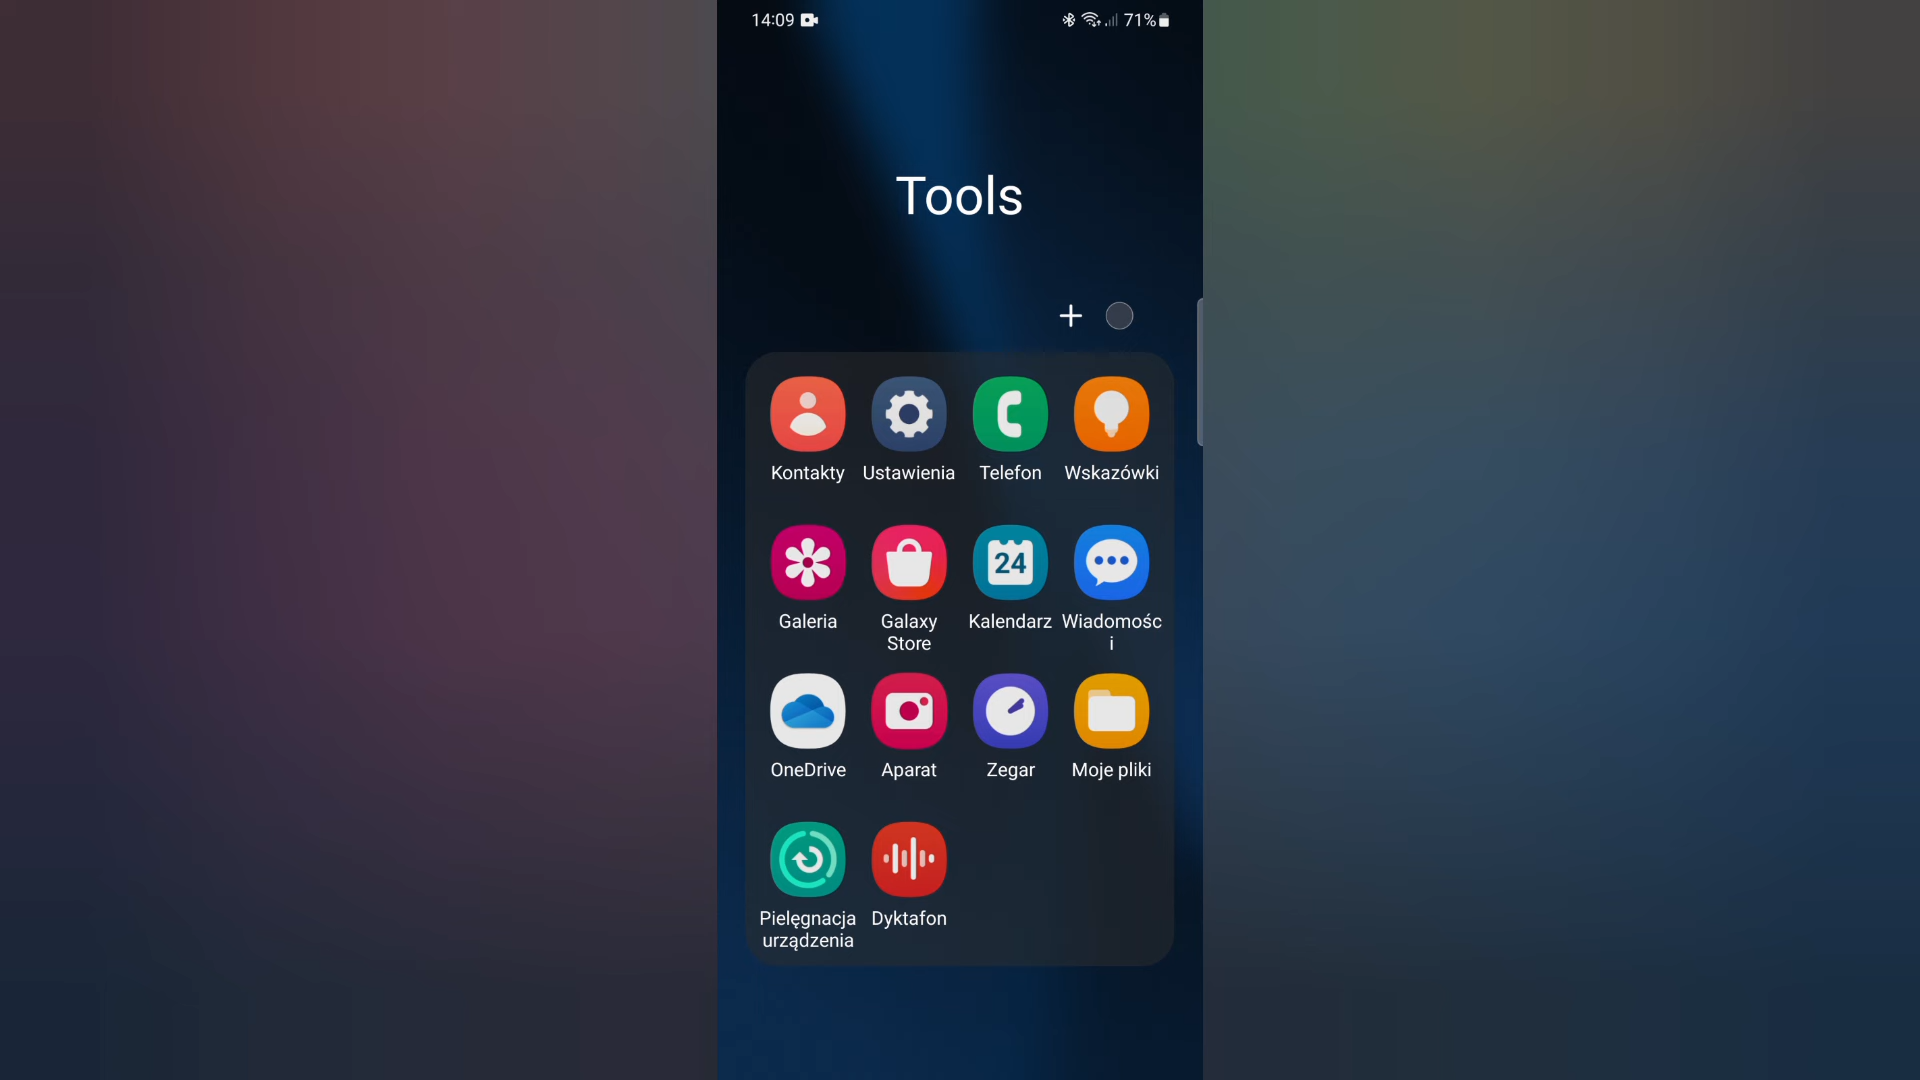 14:09
71%
Tools
Kontakty
Ustawienia
Telefon
Wskazówki
Galeria
Galaxy
Store
Kalendarz
24
Wiadomośc
i
OneDrive
Aparat
Zegar
Moje pliki
Pielęgnacja
urządzenia
Dyktafon